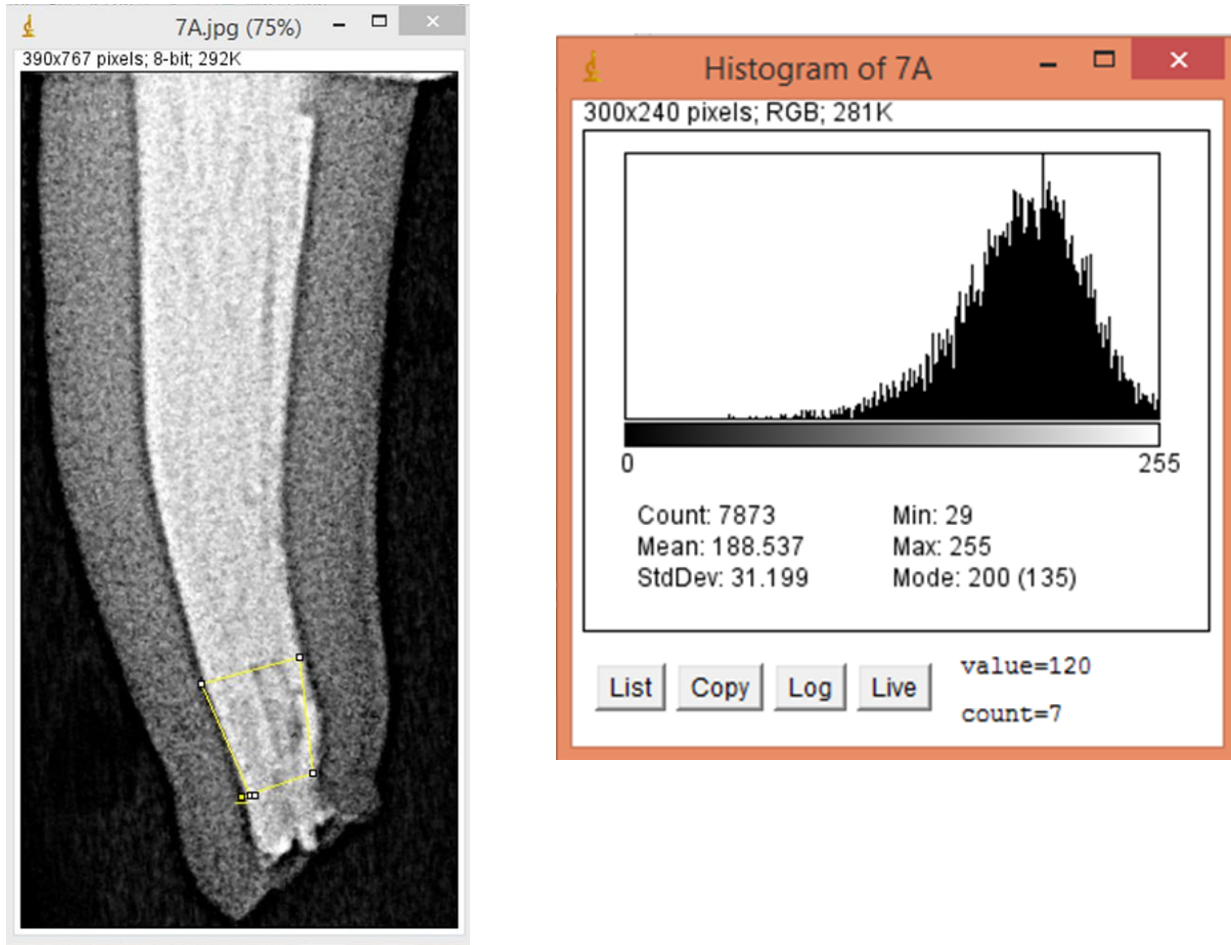 7A.jpg (75%)
390x767 pixels; 8-bit; 292K
Histogram of 7A
300x240 pixels; RGB; 281K
0
255
Count: 7873
Min: 29
Mean: 188.537
Max: 255
StdDev: 31.199
Mode: 200 (135)
List
Copy
Log
Live
value=120
count=7